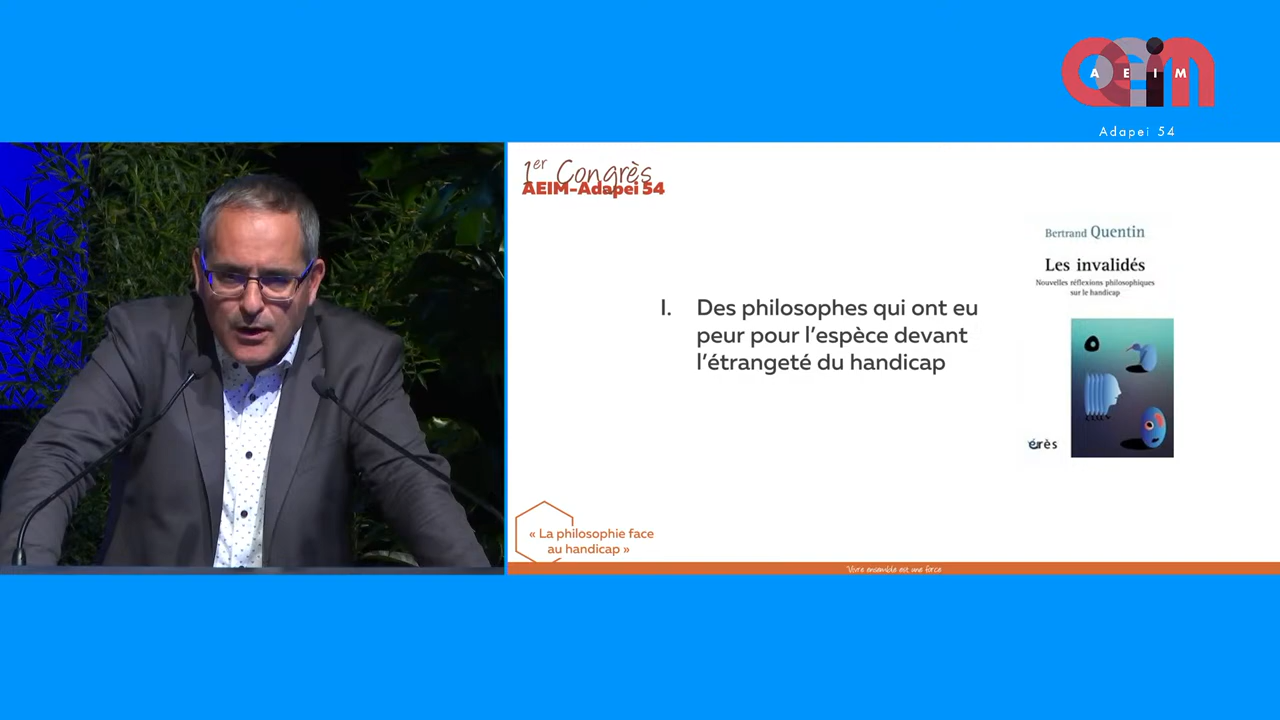 A E I M
Adapei 54
1er Congrès
AEIM-Adapei 54
Bertrand Quentin
Les invalidés
Nouvelles réflexions philosophiques
sur le handicap
I. Des philosophes qui ont eu
peur pour l'espèce devant
l'étrangeté du handicap
érès
« La philosophie face
au handicap »
"Vivre ensemble est une force